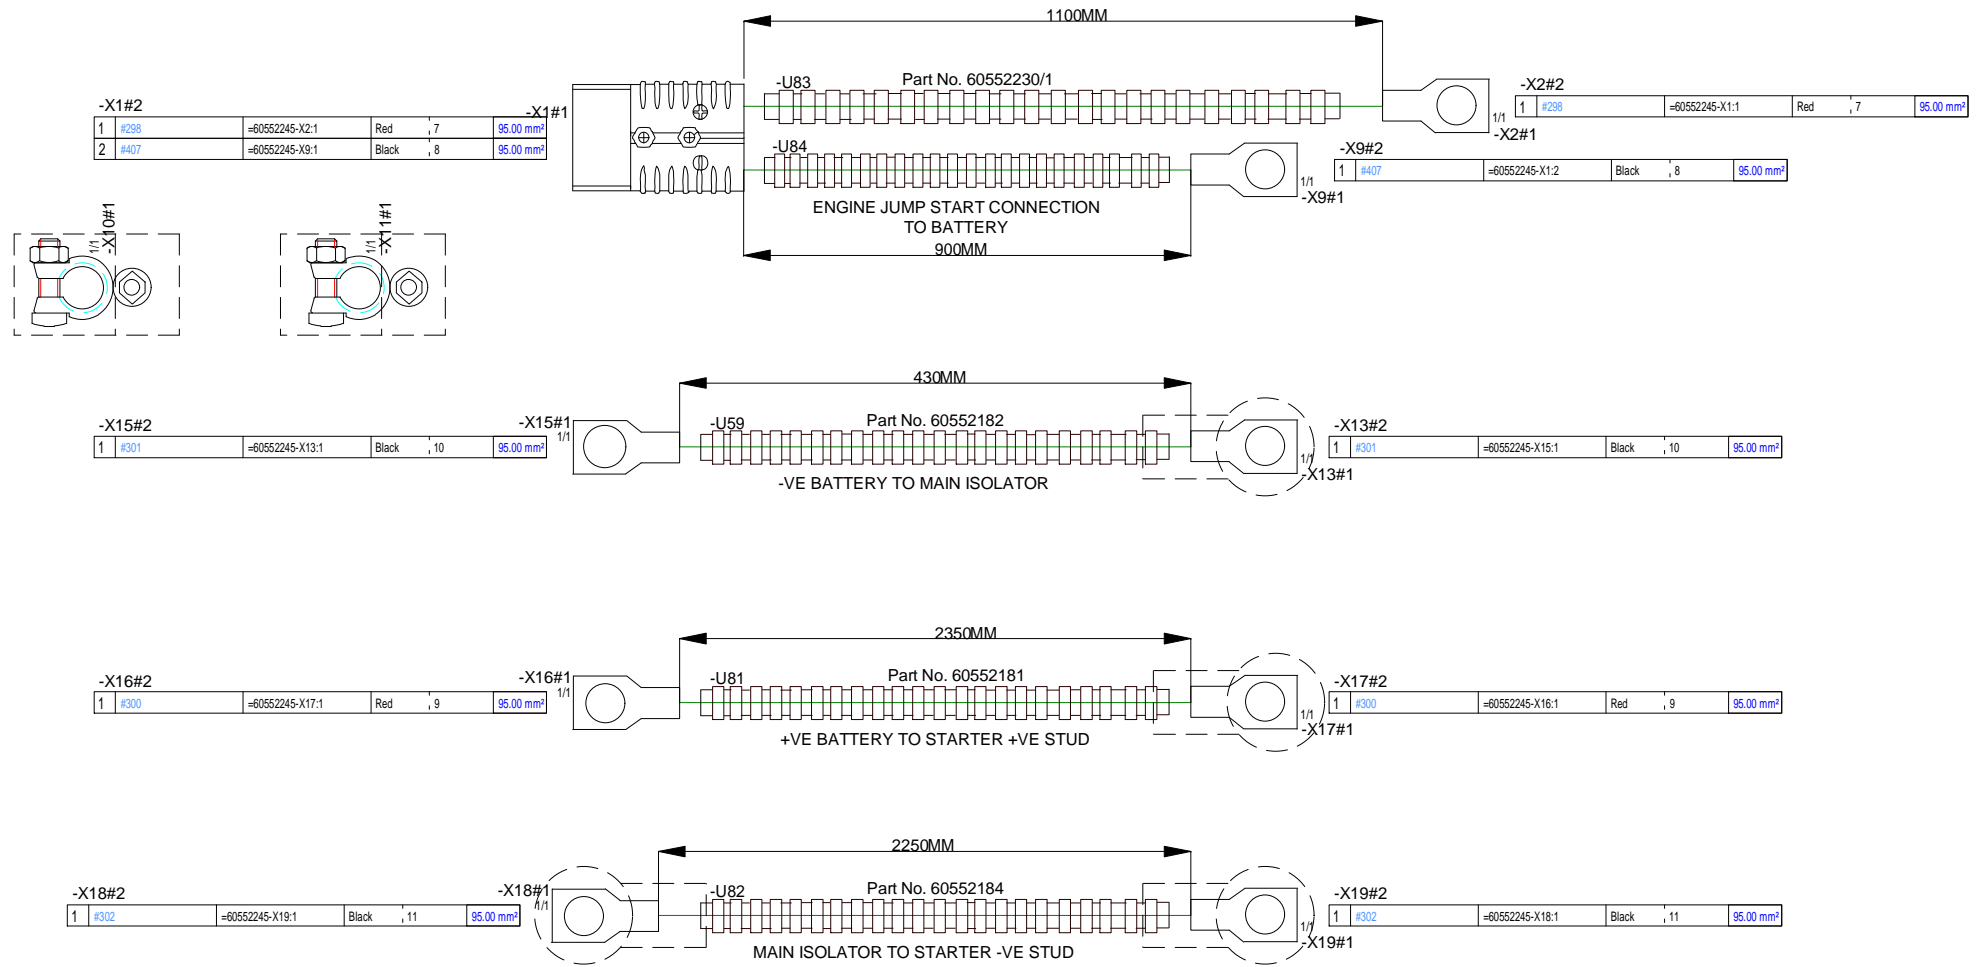 1100MM
-U83
Part No. 60552230/1
-X1#2
-X1#1
1 #298 =60552245-X2:1 Red , 7 95.00 mm²
2 #407 =60552245-X9:1 Black , 8 95.00 mm²
-X2#2
1 #298 =60552245-X1:1 Red , 7 95.00 mm²
1/1
-X2#1
-U84
-X9#2
1 #407 =60552245-X1:2 Black , 8 95.00 mm²
1/1
-X9#1
ENGINE JUMP START CONNECTION
TO BATTERY
900MM
1/1
-X10#1
1/1
-X11#1
430MM
-X15#2
1 #301 =60552245-X13:1 Black , 10 95.00 mm²
-X15#1
1/1
-U59
Part No. 60552182
-X13#2
1 #301 =60552245-X15:1 Black , 10 95.00 mm²
1/1
-X13#1
-VE BATTERY TO MAIN ISOLATOR
2350MM
-X16#2
1 #300 =60552245-X17:1 Red , 9 95.00 mm²
-X16#1
1/1
-U81
Part No. 60552181
-X17#2
1 #300 =60552245-X16:1 Red , 9 95.00 mm²
1/1
-X17#1
+VE BATTERY TO STARTER +VE STUD
2250MM
-X18#2
1 #302 =60552245-X19:1 Black , 11 95.00 mm²
-X18#1
1/1
-U82
Part No. 60552184
-X19#2
1 #302 =60552245-X18:1 Black , 11 95.00 mm²
1/1
-X19#1
MAIN ISOLATOR TO STARTER -VE STUD